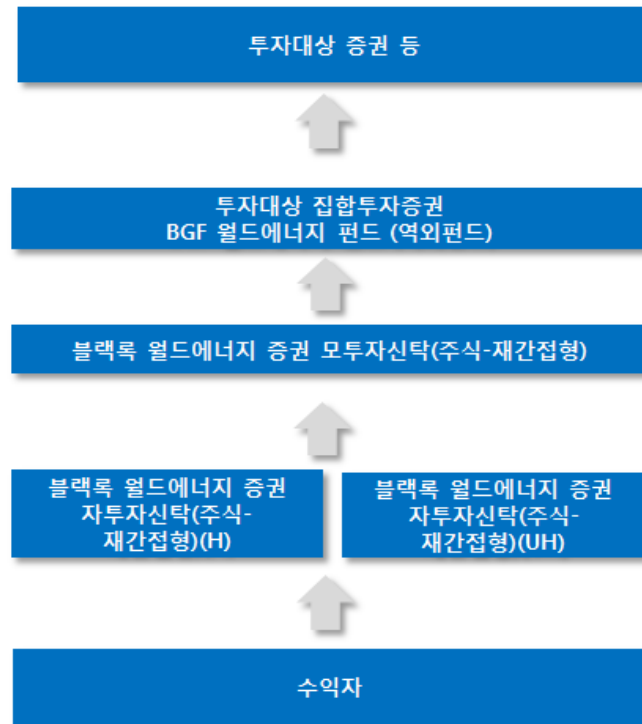 투자대상 증권 등
투자대상 집합투자증권
BGF 월드에너지 펀드 (역외펀드)
블랙록 월드에너지 증권 모투자신탁(주식-재간접형)
블랙록 월드에너지 증권
자투자신탁(주식-
재간접형)(H)
블랙록 월드에너지 증권
자투자신탁(주식-
재간접형)(UH)
수익자